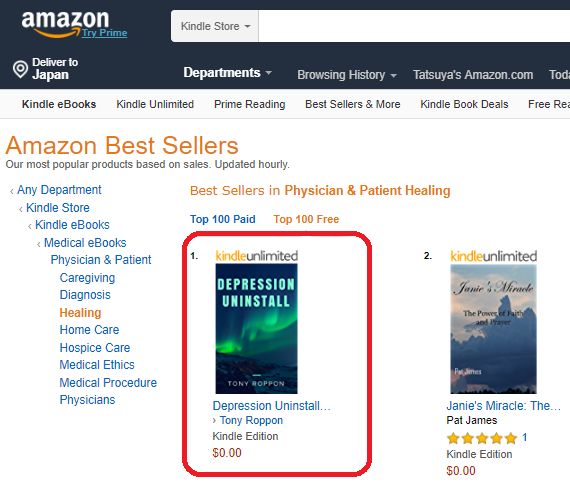 amazon
Try Prime
Kindle Store
Deliver to
Japan
Departments
Browsing History
Tatsuya's Amazon.com
Toda
Kindle eBooks
Kindle Unlimited
Prime Reading
Best Sellers & More
Kindle Book Deals
Free Rea
Amazon Best Sellers
Our most popular products based on sales. Updated hourly.
‹ Any Department
‹ Kindle Store
‹ Kindle eBooks
‹ Medical eBooks
Physician & Patient
Caregiving
Diagnosis
Healing
Home Care
Hospice Care
Medical Ethics
Medical Procedure
Physicians
Best Sellers in Physician & Patient Healing
Top 100 Paid
Top 100 Free
1.
kindleunlimited
DEPRESSION
UNINSTALL
TONY ROPPON
Depression Uninstall…
› Tony Roppon
Kindle Edition
$0.00
2.
kindleunlimited
Janie's Miracle
The Power of Faith
and Prayer
Pat James
Janie's Miracle: The…
Pat James
1
Kindle Edition
$0.00